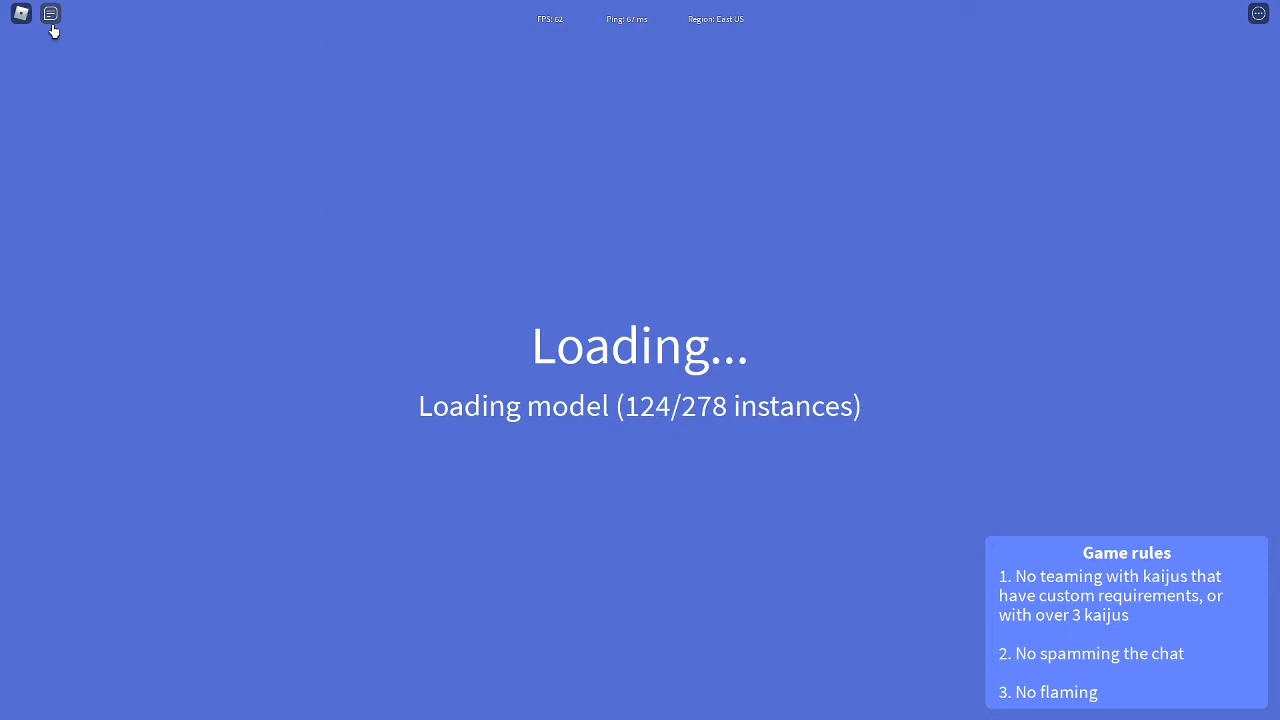 FPS: 62
Ping: 67 ms
Region: East US
Loading...
Loading model (124/278 instances)
Game rules
1. No teaming with kaijus that
have custom requirements, or
with over 3 kaijus
2. No spamming the chat
3. No flaming